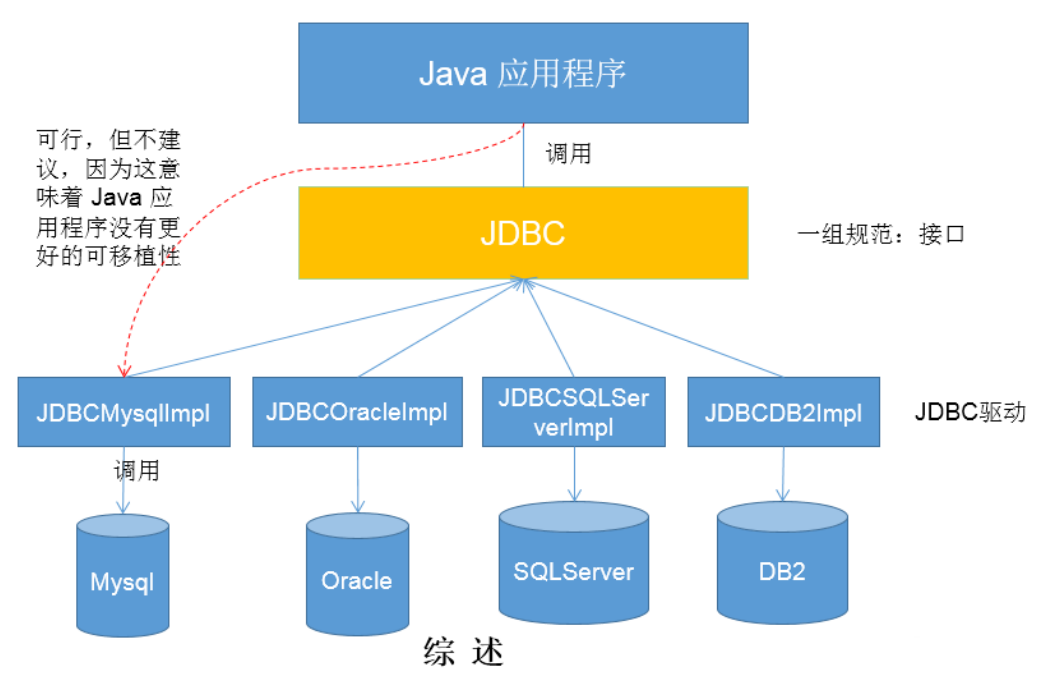 Java 应用程序
可行，但不建
议，因为这意
味着 Java 应
用程序没有更
好的可移植性
调用
JDBC
一组规范：接口
JDBCMysqlImpl
JDBCOracleImpl
JDBCSQLSer
verImpl
JDBCDB2Impl
JDBC驱动
调用
Mysql
Oracle
SQLServer
DB2
综 述